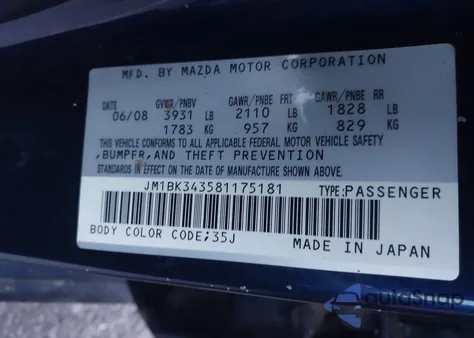 MFD. BY MAZDA MOTOR CORPORATION
DATE GVWR/PNBV GAWR/PNBE FRT GAWR/PNBE RR
06/08 3931 LB 2110 LB 1828 LB
1783 KG 957 KG 829 KG
THIS VEHICLE CONFORMS TO ALL APPLICABLE FEDERAL MOTOR VEHICLE SAFETY
,BUMPER,AND THEFT PREVENTION
STANDARDS IN EFFECT ON THE DATE OF MANUFACTURE SHOWN ABOVE.
JM1BK343581175181 TYPE:PASSENGER
BODY COLOR CODE;35J MADE IN JAPAN
autoSnap